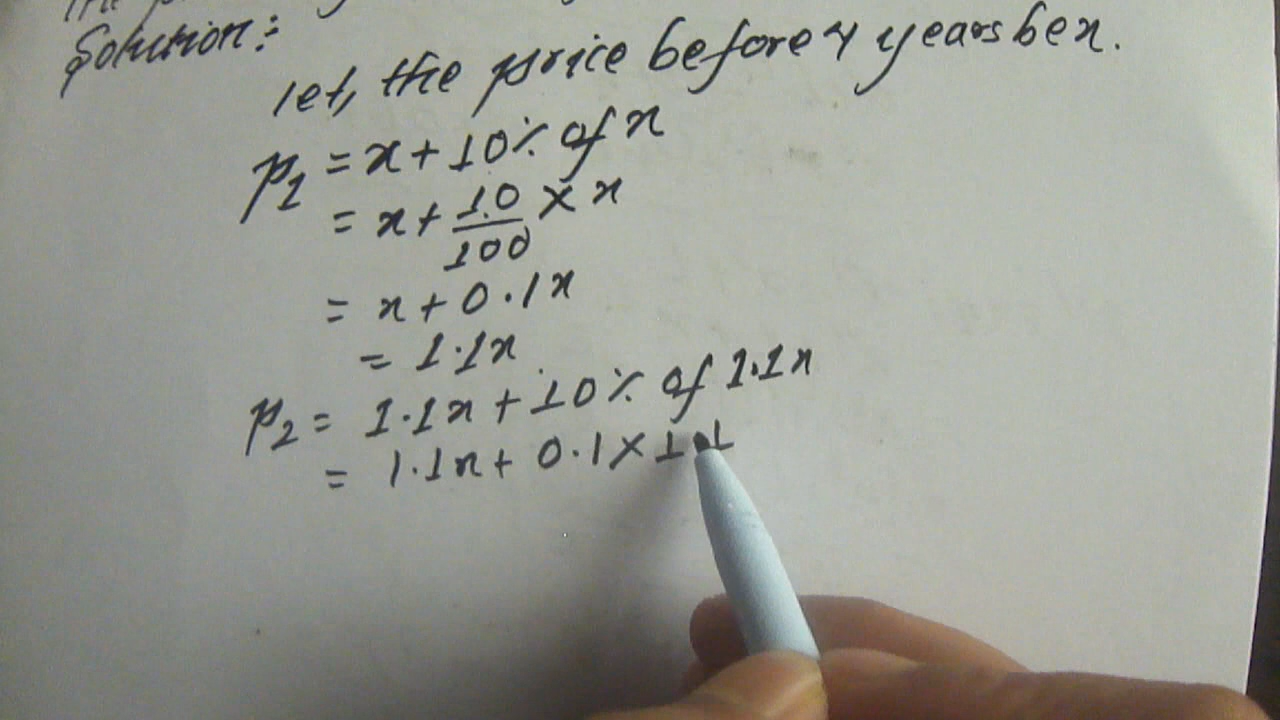 The
Solution:-
let, the price before 4 years be x.
P₁ = x + 10% of x
= x + 10/100 × x
= x + 0.1x
= 1.1x
P₂ = 1.1x + 10% of 1.1x
= 1.1x + 0.1 × 1.1